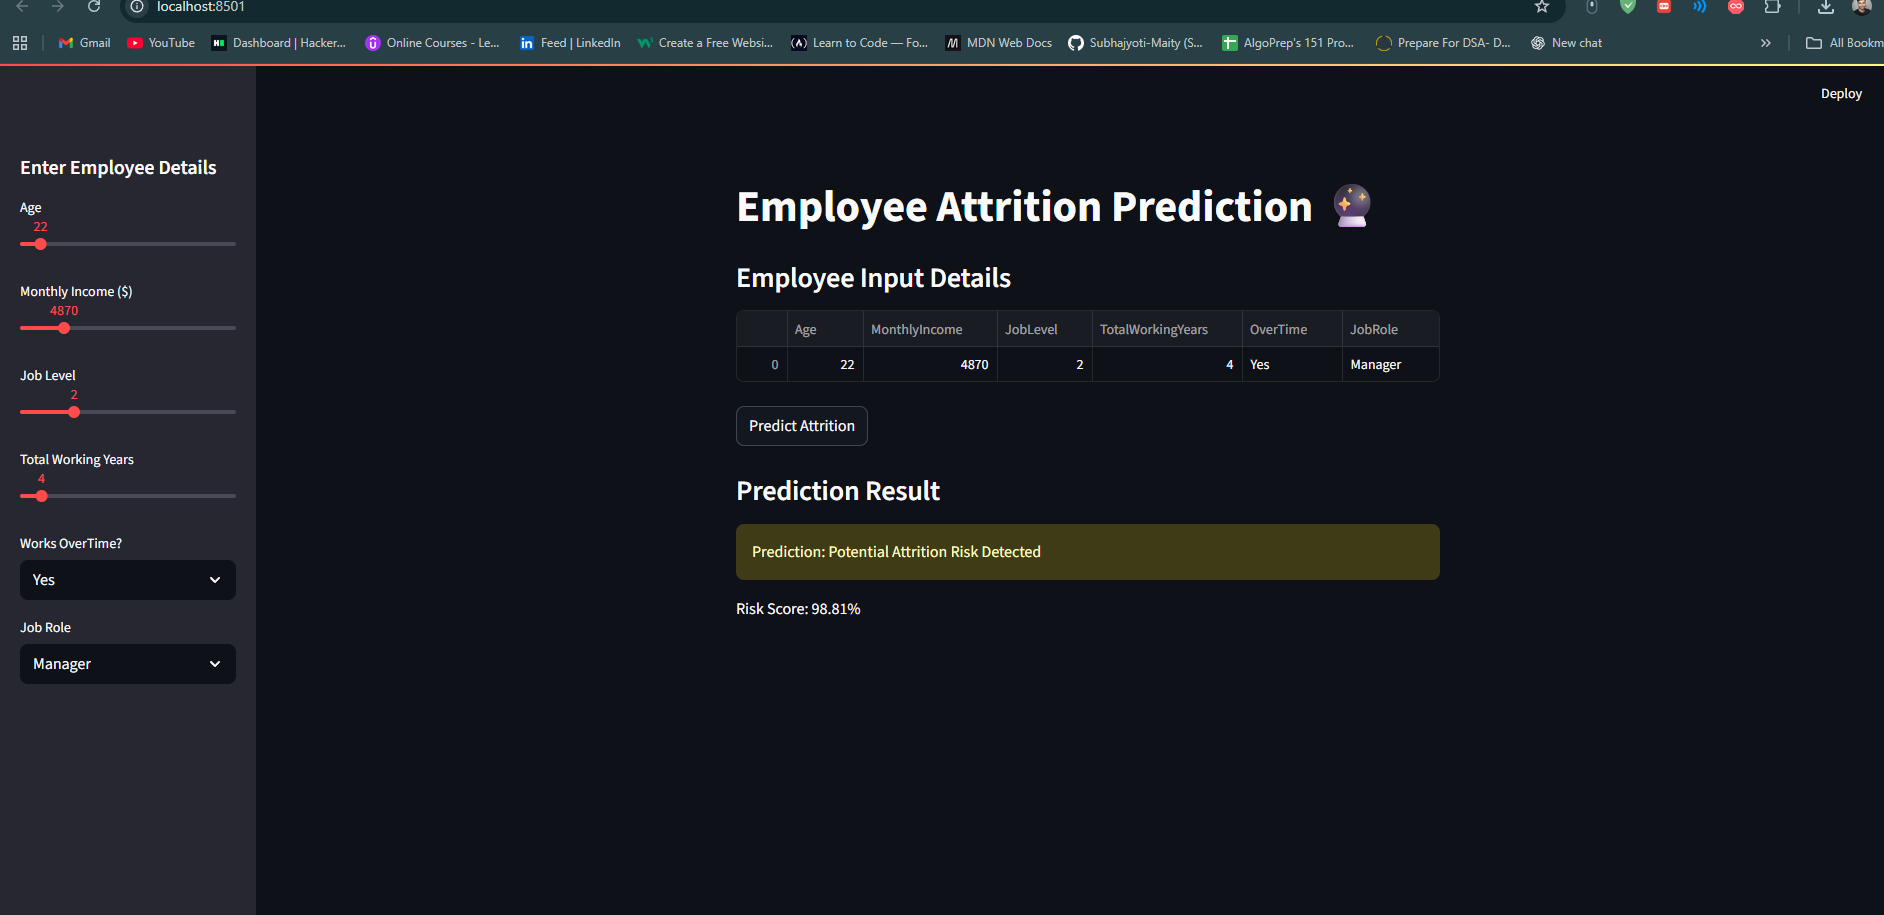 localhost:8501
Gmail
YouTube
Dashboard | Hacker...
Online Courses - Le...
Feed | LinkedIn
Create a Free Websi...
Learn to Code — Fo...
MDN Web Docs
Subhajyoti-Maity (S...
AlgoPrep's 151 Pro...
Prepare For DSA- D...
New chat
All Bookm
Deploy
Enter Employee Details
Age
22
Monthly Income ($)
4870
Job Level
2
Total Working Years
4
Works OverTime?
Yes
Job Role
Manager
Employee Attrition Prediction 🔮
Employee Input Details
Age MonthlyIncome JobLevel TotalWorkingYears OverTime JobRole
0 22 4870 2 4 Yes Manager
Predict Attrition
Prediction Result
Prediction: Potential Attrition Risk Detected
Risk Score: 98.81%